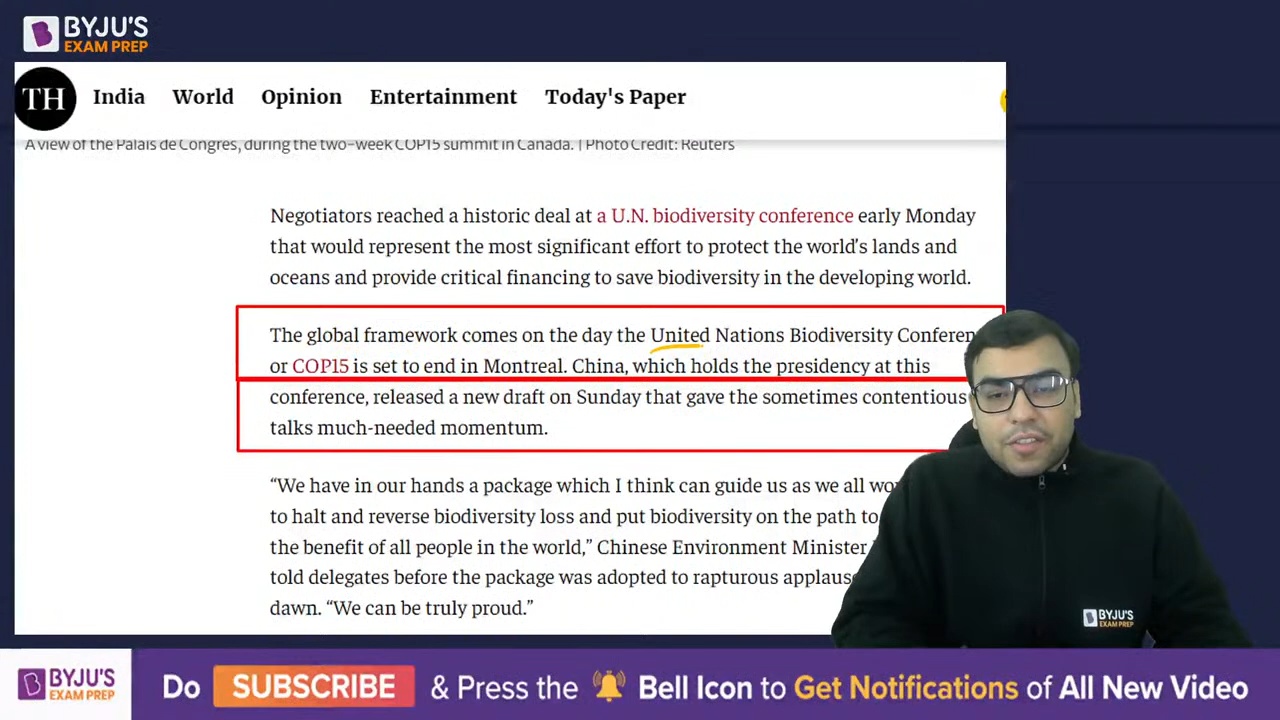 BYJU'S
EXAM PREP
TH India World Opinion Entertainment Today's Paper
A view of the Palais de Congres, during the two-week COP15 summit in Canada. | Photo Credit: Reuters
Negotiators reached a historic deal at a U.N. biodiversity conference early Monday
that would represent the most significant effort to protect the world's lands and
oceans and provide critical financing to save biodiversity in the developing world.
The global framework comes on the day the United Nations Biodiversity Conferen
or COP15 is set to end in Montreal. China, which holds the presidency at this
conference, released a new draft on Sunday that gave the sometimes contentious
talks much-needed momentum.
“We have in our hands a package which I think can guide us as we all wo
to halt and reverse biodiversity loss and put biodiversity on the path to
the benefit of all people in the world,” Chinese Environment Minister
told delegates before the package was adopted to rapturous applause
dawn. “We can be truly proud.”
BYJU'S
EXAM PREP
BYJU'S
EXAM PREP
Do SUBSCRIBE & Press the Bell Icon to Get Notifications of All New Video